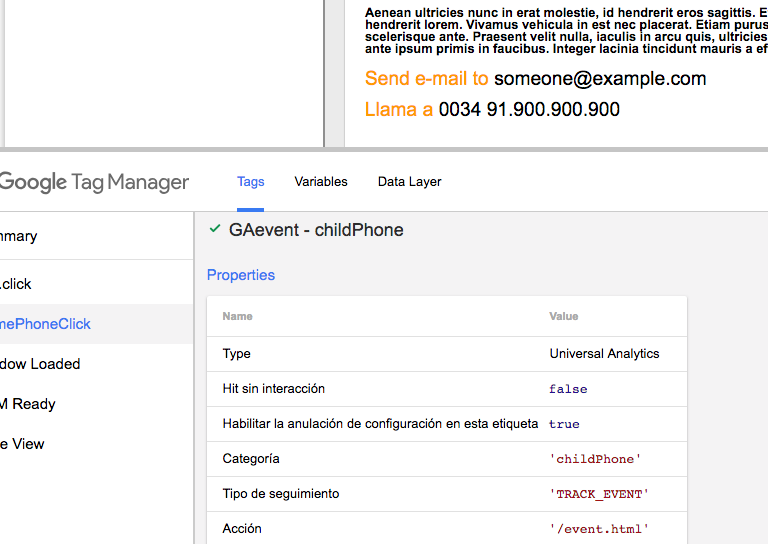 Aenean ultricies nunc in erat molestie, id hendrerit eros sagittis. E
hendrerit lorem. Vivamus vehicula in est nec placerat. Etiam purus
scelerisque ante. Praesent velit nulla, iaculis in arcu quis, ultricies
ante ipsum primis in faucibus. Integer lacinia tincidunt mauris a ef
Send e-mail to someone@example.com
Llama a 0034 91.900.900.900
Google Tag Manager
Tags Variables Data Layer
mmary
.click
mePhoneClick
dow Loaded
M Ready
e View
GAevent - childPhone
Properties
Name Value
Type Universal Analytics
Hit sin interacción false
Habilitar la anulación de configuración en esta etiqueta true
Categoría 'childPhone'
Tipo de seguimiento 'TRACK_EVENT'
Acción '/event.html'